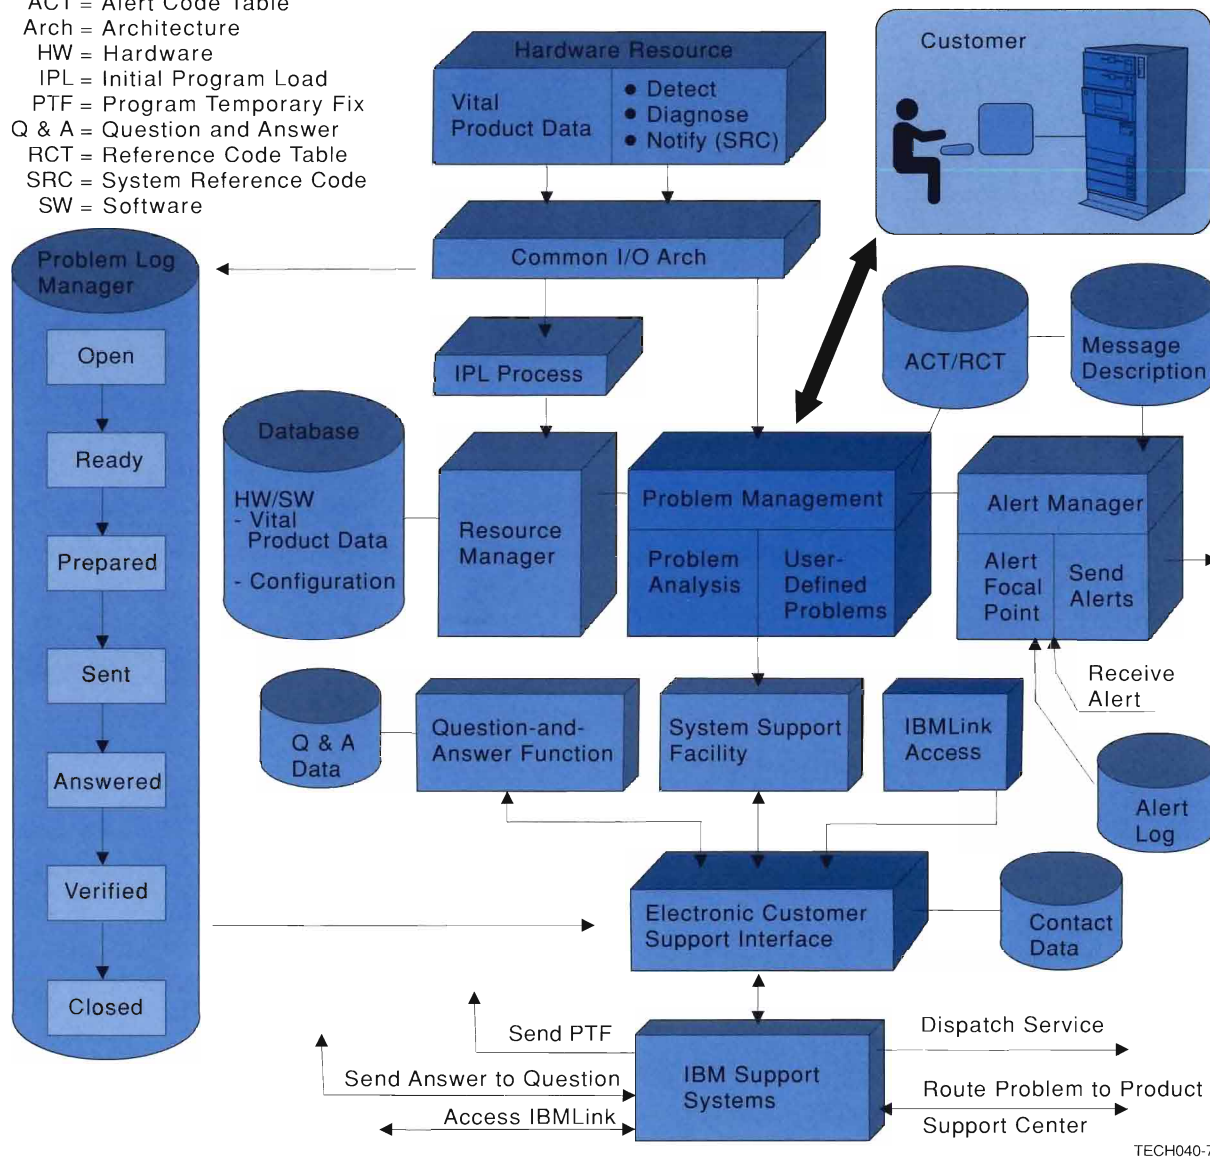 ACT = Alert Code Table
Arch = Architecture
HW = Hardware
IPL = Initial Program Load
PTF = Program Temporary Fix
Q & A = Question and Answer
RCT = Reference Code Table
SRC = System Reference Code
SW = Software
Hardware Resource
Vital
Product Data
● Detect
● Diagnose
● Notify (SRC)
Customer
Common I/O Arch
Problem Log
Manager
Open
Ready
Prepared
Sent
Answered
Verified
Closed
IPL Process
ACT/RCT
Message
Description
Database
HW/SW
- Vital
Product Data
- Configuration
Resource
Manager
Problem Management
Problem
Analysis
User-
Defined
Problems
Alert Manager
Alert
Focal
Point
Send
Alerts
Receive
Alert
Q & A
Data
Question-and-
Answer Function
System Support
Facility
IBMLink
Access
Alert
Log
Electronic Customer
Support Interface
Contact
Data
Send PTF
Send Answer to Question
Access IBMLink
IBM Support
Systems
Dispatch Service
Route Problem to Product
Support Center
TECH040-7